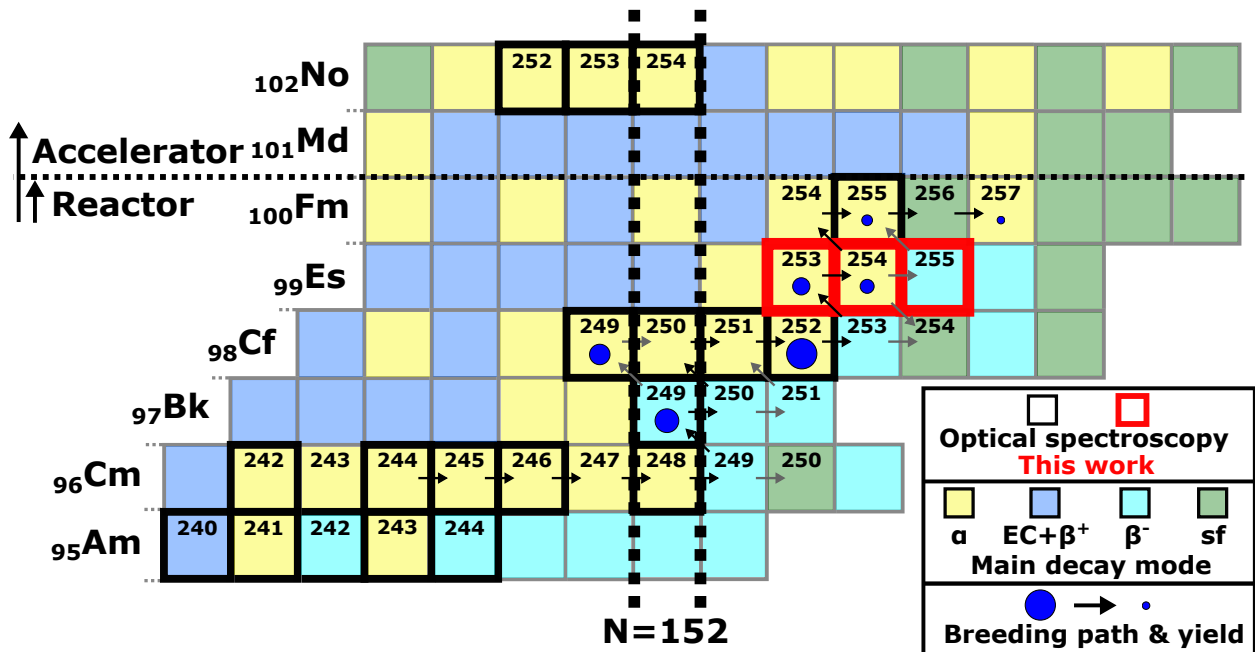 102No 252 253 254
Accelerator 101Md
Reactor
100Fm 254 255 256 257
99Es 253 254 255
98Cf 249 250 251 252 253 254
97Bk 249 250 251
96Cm 242 243 244 245 246 247 248 249 250
95Am 240 241 242 243 244
N=152
Optical spectroscopy
This work
α EC+β⁺ β⁻ sf
Main decay mode
Breeding path & yield